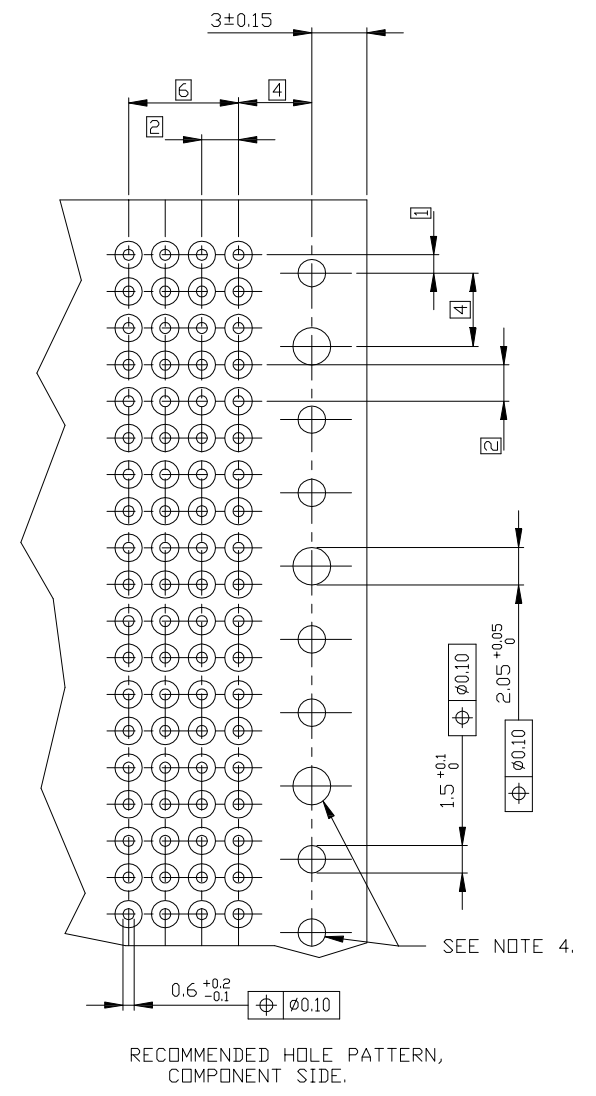 3±0.15
6
4
2
1
4
2
2.05 +0.05 0
⌖ ø0.10
1.5 +0.1 0
⌖ ø0.10
SEE NOTE 4.
0.6 +0.2 −0.1
⌖ ø0.10
RECOMMENDED HOLE PATTERN,
COMPONENT SIDE.